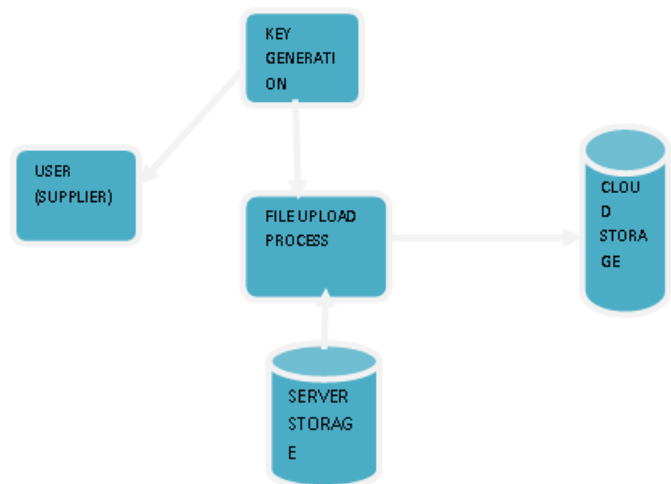 KEY
GENERATI
ON
USER
(SUPPLIER)
FILE UPLOAD
PROCESS
CLOU
D
STORA
GE
SERVER
STORAG
E